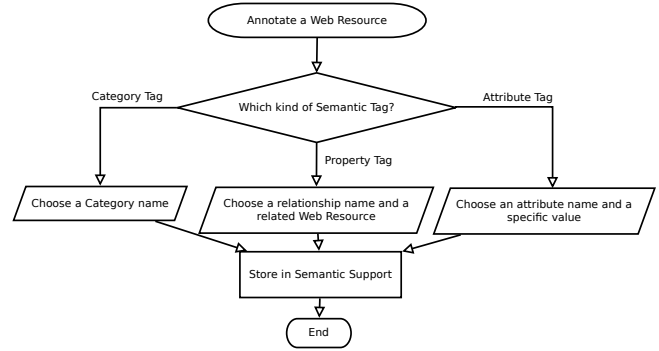 Annotate a Web Resource
Which kind of Semantic Tag?
Category Tag
Attribute Tag
Property Tag
Choose a Category name
Choose a relationship name and a
related Web Resource
Choose an attribute name and a
specific value
Store in Semantic Support
End